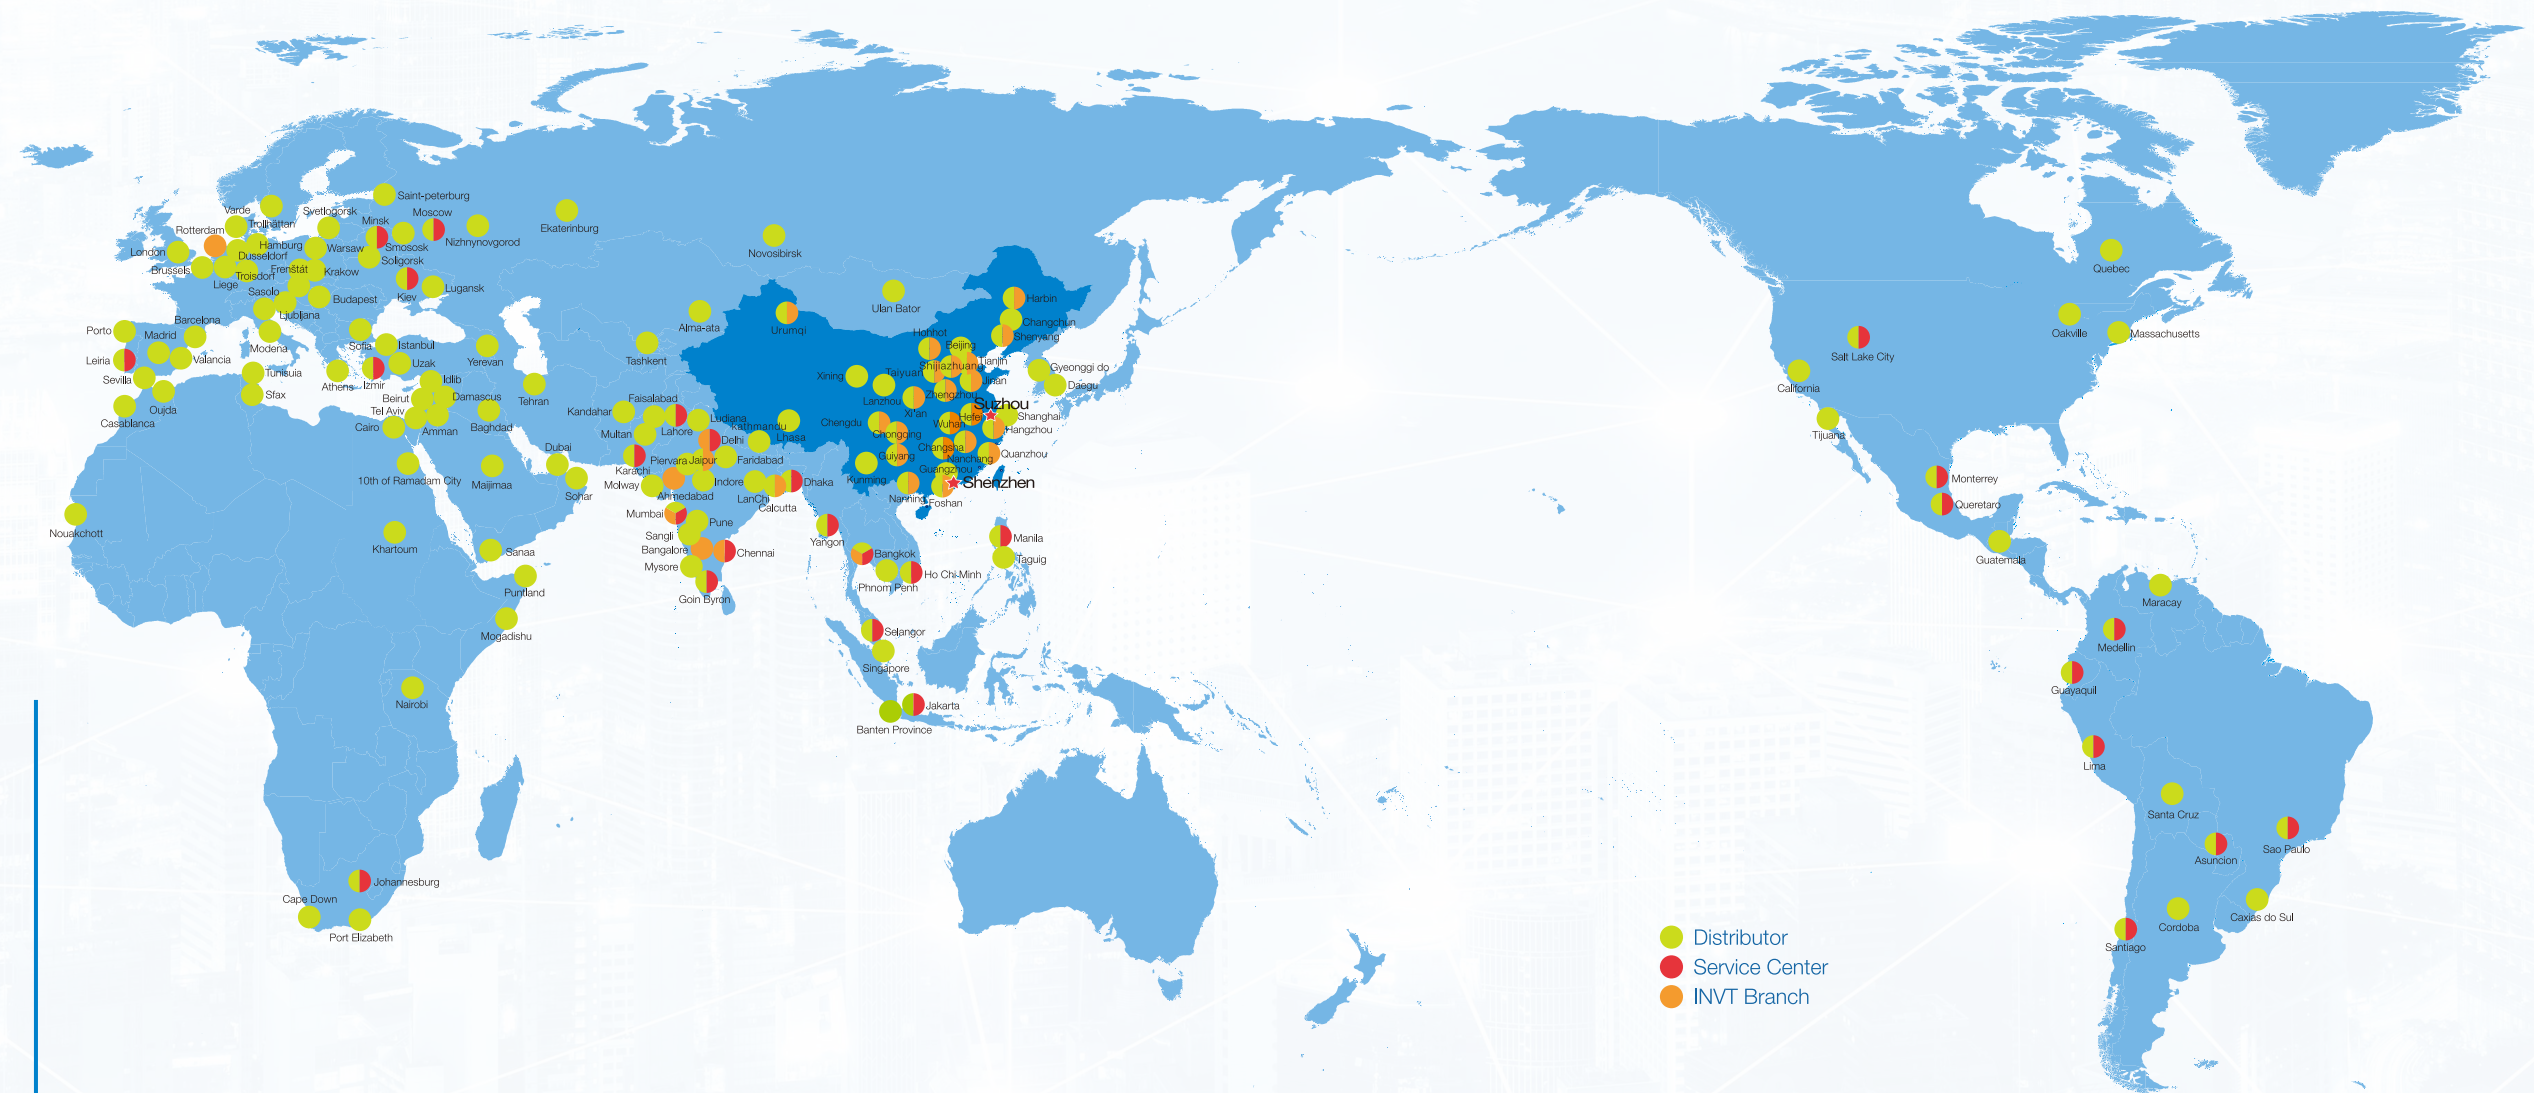 Saint-peterburg
Varde
Trollhattan
Svetlogorsk
Minsk
Moscow
Ekaterinburg
Rotterdam
Hamburg
Warsaw
Smososk
Nizhnynovgorod
London
Dusseldorf
Soligorsk
Novosibirsk
Brussels
Troisdorf
Frenštát
Krakow
Liege
Sasolo
Budapest
Kiev
Lugansk
Ljubljana
Barcelona
Porto
Madrid
Modena
Sofia
Istanbul
Leiria
Valancia
Uzak
Yerevan
Sevilla
Tunisuia
Athens
Izmir
Idlib
Tehran
Oujda
Sfax
Beirut
Damascus
Casablanca
Tel Aviv
Cairo
Amman
Baghdad
Alma-ata
Urumqi
Ulan Bator
Harbin
Changchun
Hohhot
Beijing
Shenyang
Tashkent
Tianjin
Shijiazhuang
Xining
Taiyuan
Jinan
Gyeonggi do
Daegu
Lanzhou
Zhengzhou
Xi'an
Suzhou
Faisalabad
Kandahar
Ludiana
Hefei
Shanghai
Multan
Lahore
Kathmandu
Lhasa
Chengdu
Chongqing
Wuhan
Hangzhou
Delhi
Changsha
Nanchang
Quanzhou
Dubai
Karachi
Piervara
Jaipur
Faridabad
Guiyang
Guangzhou
10th of Ramadam City
Maijimaa
Sohar
Molway
Ahmedabad
Indore
LanChi
Dhaka
Kunming
Nanning
Foshan
Shenzhen
Calcutta
Nouakchott
Mumbai
Pune
Sangli
Yangon
Manila
Khartoum
Sanaa
Bangalore
Chennai
Bangkok
Taguig
Mysore
Goin Byron
Phnom Penh
Ho Chi-Minh
Puntland
Mogadishu
Selangor
Singapore
Nairobi
Jakarta
Banten Province
Johannesburg
Cape Down
Port Elizabeth
Quebec
Oakville
Massachusetts
Salt Lake City
California
Tijuana
Monterrey
Queretaro
Guatemala
Maracay
Medellin
Guayaquil
Lima
Santa Cruz
Sao Paulo
Asuncion
Caxias do Sul
Cordoba
Santiago
Distributor
Service Center
INVT Branch